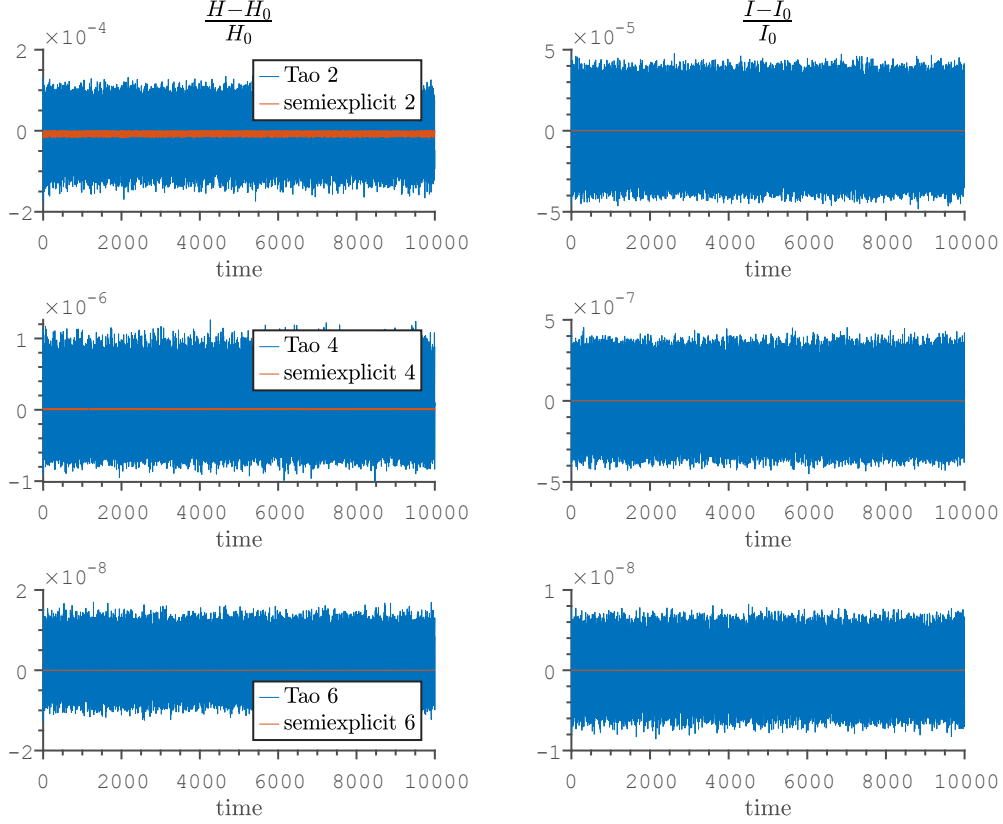 (H−H₀)/H₀
×10⁻⁴
2
0
−2
Tao 2
semiexplicit 2
0 2000 4000 6000 8000 10000
time
(I−I₀)/I₀
×10⁻⁵
5
0
−5
0 2000 4000 6000 8000 10000
time
×10⁻⁶
1
0
−1
Tao 4
semiexplicit 4
0 2000 4000 6000 8000 10000
time
×10⁻⁷
5
0
−5
0 2000 4000 6000 8000 10000
time
×10⁻⁸
2
0
−2
Tao 6
semiexplicit 6
0 2000 4000 6000 8000 10000
time
×10⁻⁸
1
0
−1
0 2000 4000 6000 8000 10000
time